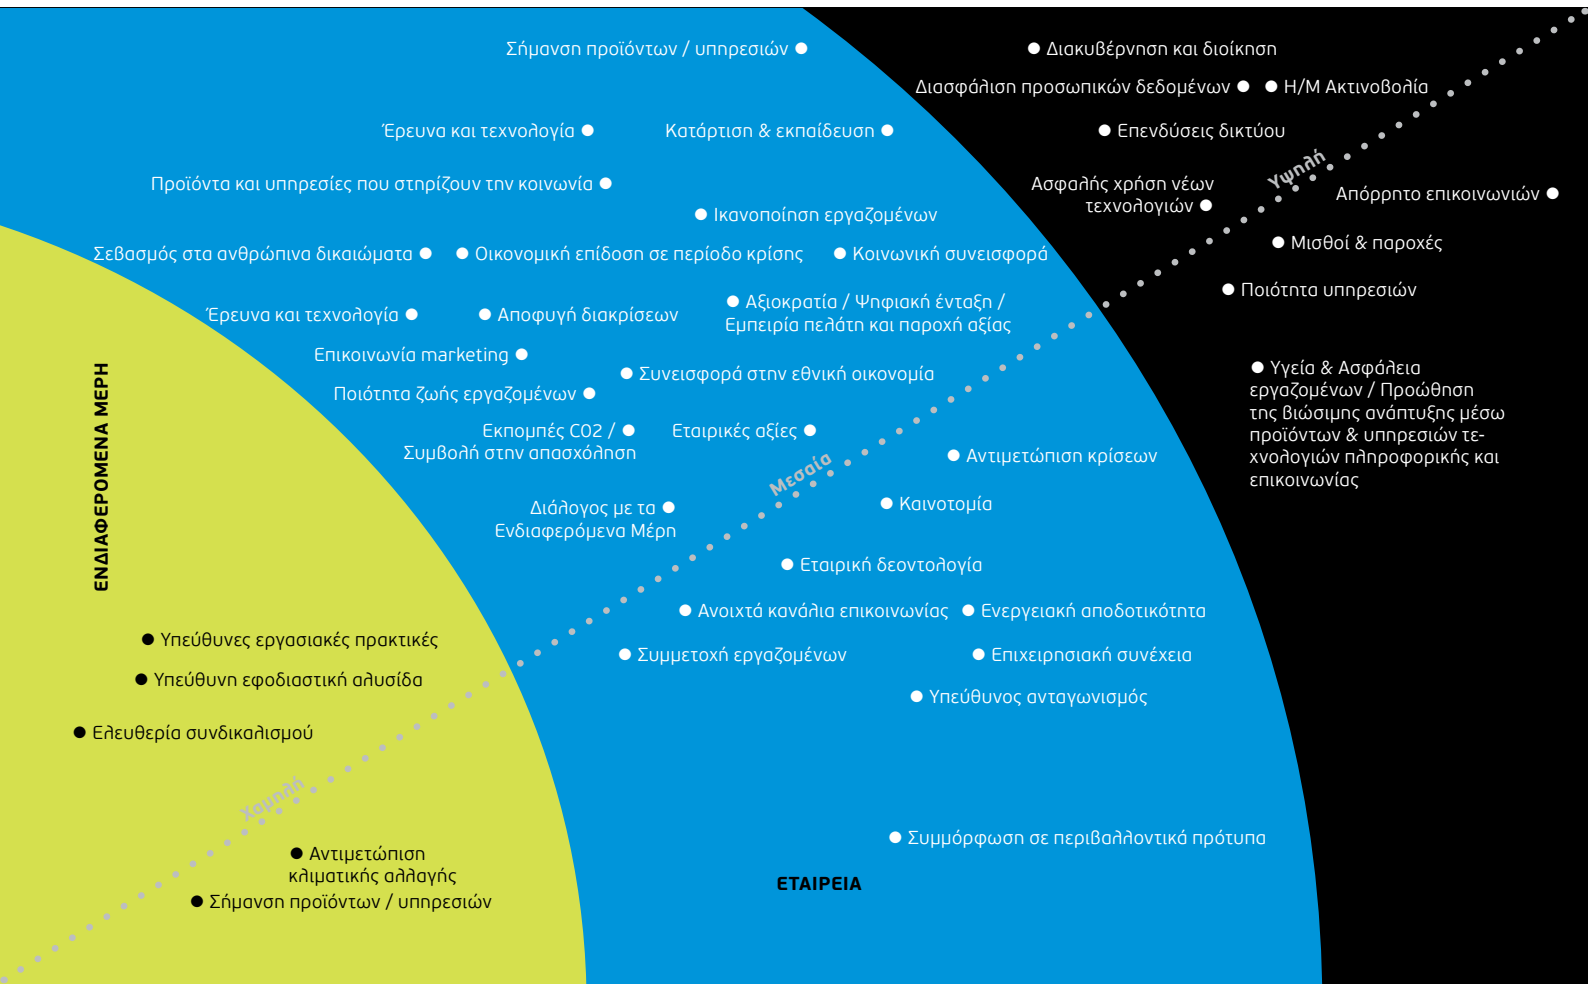 Σήμανση προϊόντων / υπηρεσιών
Διακυβέρνηση και διοίκηση
Διασφάλιση προσωπικών δεδομένων
Η/Μ Ακτινοβολία
Έρευνα και τεχνολογία
Κατάρτιση & εκπαίδευση
Επενδύσεις δικτύου
Υψηλή
Προϊόντα και υπηρεσίες που στηρίζουν την κοινωνία
Ασφαλής χρήση νέων
τεχνολογιών
Απόρρητο επικοινωνιών
Ικανοποίηση εργαζομένων
Μισθοί & παροχές
Σεβασμός στα ανθρώπινα δικαιώματα
Οικονομική επίδοση σε περίοδο κρίσης
Κοινωνική συνεισφορά
Ποιότητα υπηρεσιών
Έρευνα και τεχνολογία
Αποφυγή διακρίσεων
Αξιοκρατία / Ψηφιακή ένταξη /
Εμπειρία πελάτη και παροχή αξίας
Επικοινωνία marketing
Συνεισφορά στην εθνική οικονομία
Υγεία & Ασφάλεια
εργαζομένων / Προώθηση
της βιώσιμης ανάπτυξης μέσω
προϊόντων & υπηρεσιών τε-
χνολογιών πληροφορικής και
επικοινωνίας
Ποιότητα ζωής εργαζομένων
ΕΝΔΙΑΦΕΡΟΜΕΝΑ ΜΕΡΗ
Εκπομπές CO2 /
Συμβολή στην απασχόληση
Εταιρικές αξίες
Μεσαία
Αντιμετώπιση κρίσεων
Διάλογος με τα
Ενδιαφερόμενα Μέρη
Καινοτομία
Εταιρική δεοντολογία
Ανοιχτά κανάλια επικοινωνίας
Ενεργειακή αποδοτικότητα
Υπεύθυνες εργασιακές πρακτικές
Συμμετοχή εργαζομένων
Επιχειρησιακή συνέχεια
Υπεύθυνη εφοδιαστική αλυσίδα
Υπεύθυνος ανταγωνισμός
Ελευθερία συνδικαλισμού
Χαμηλή
Συμμόρφωση σε περιβαλλοντικά πρότυπα
Αντιμετώπιση
κλιματικής αλλαγής
ΕΤΑΙΡΕΙΑ
Σήμανση προϊόντων / υπηρεσιών